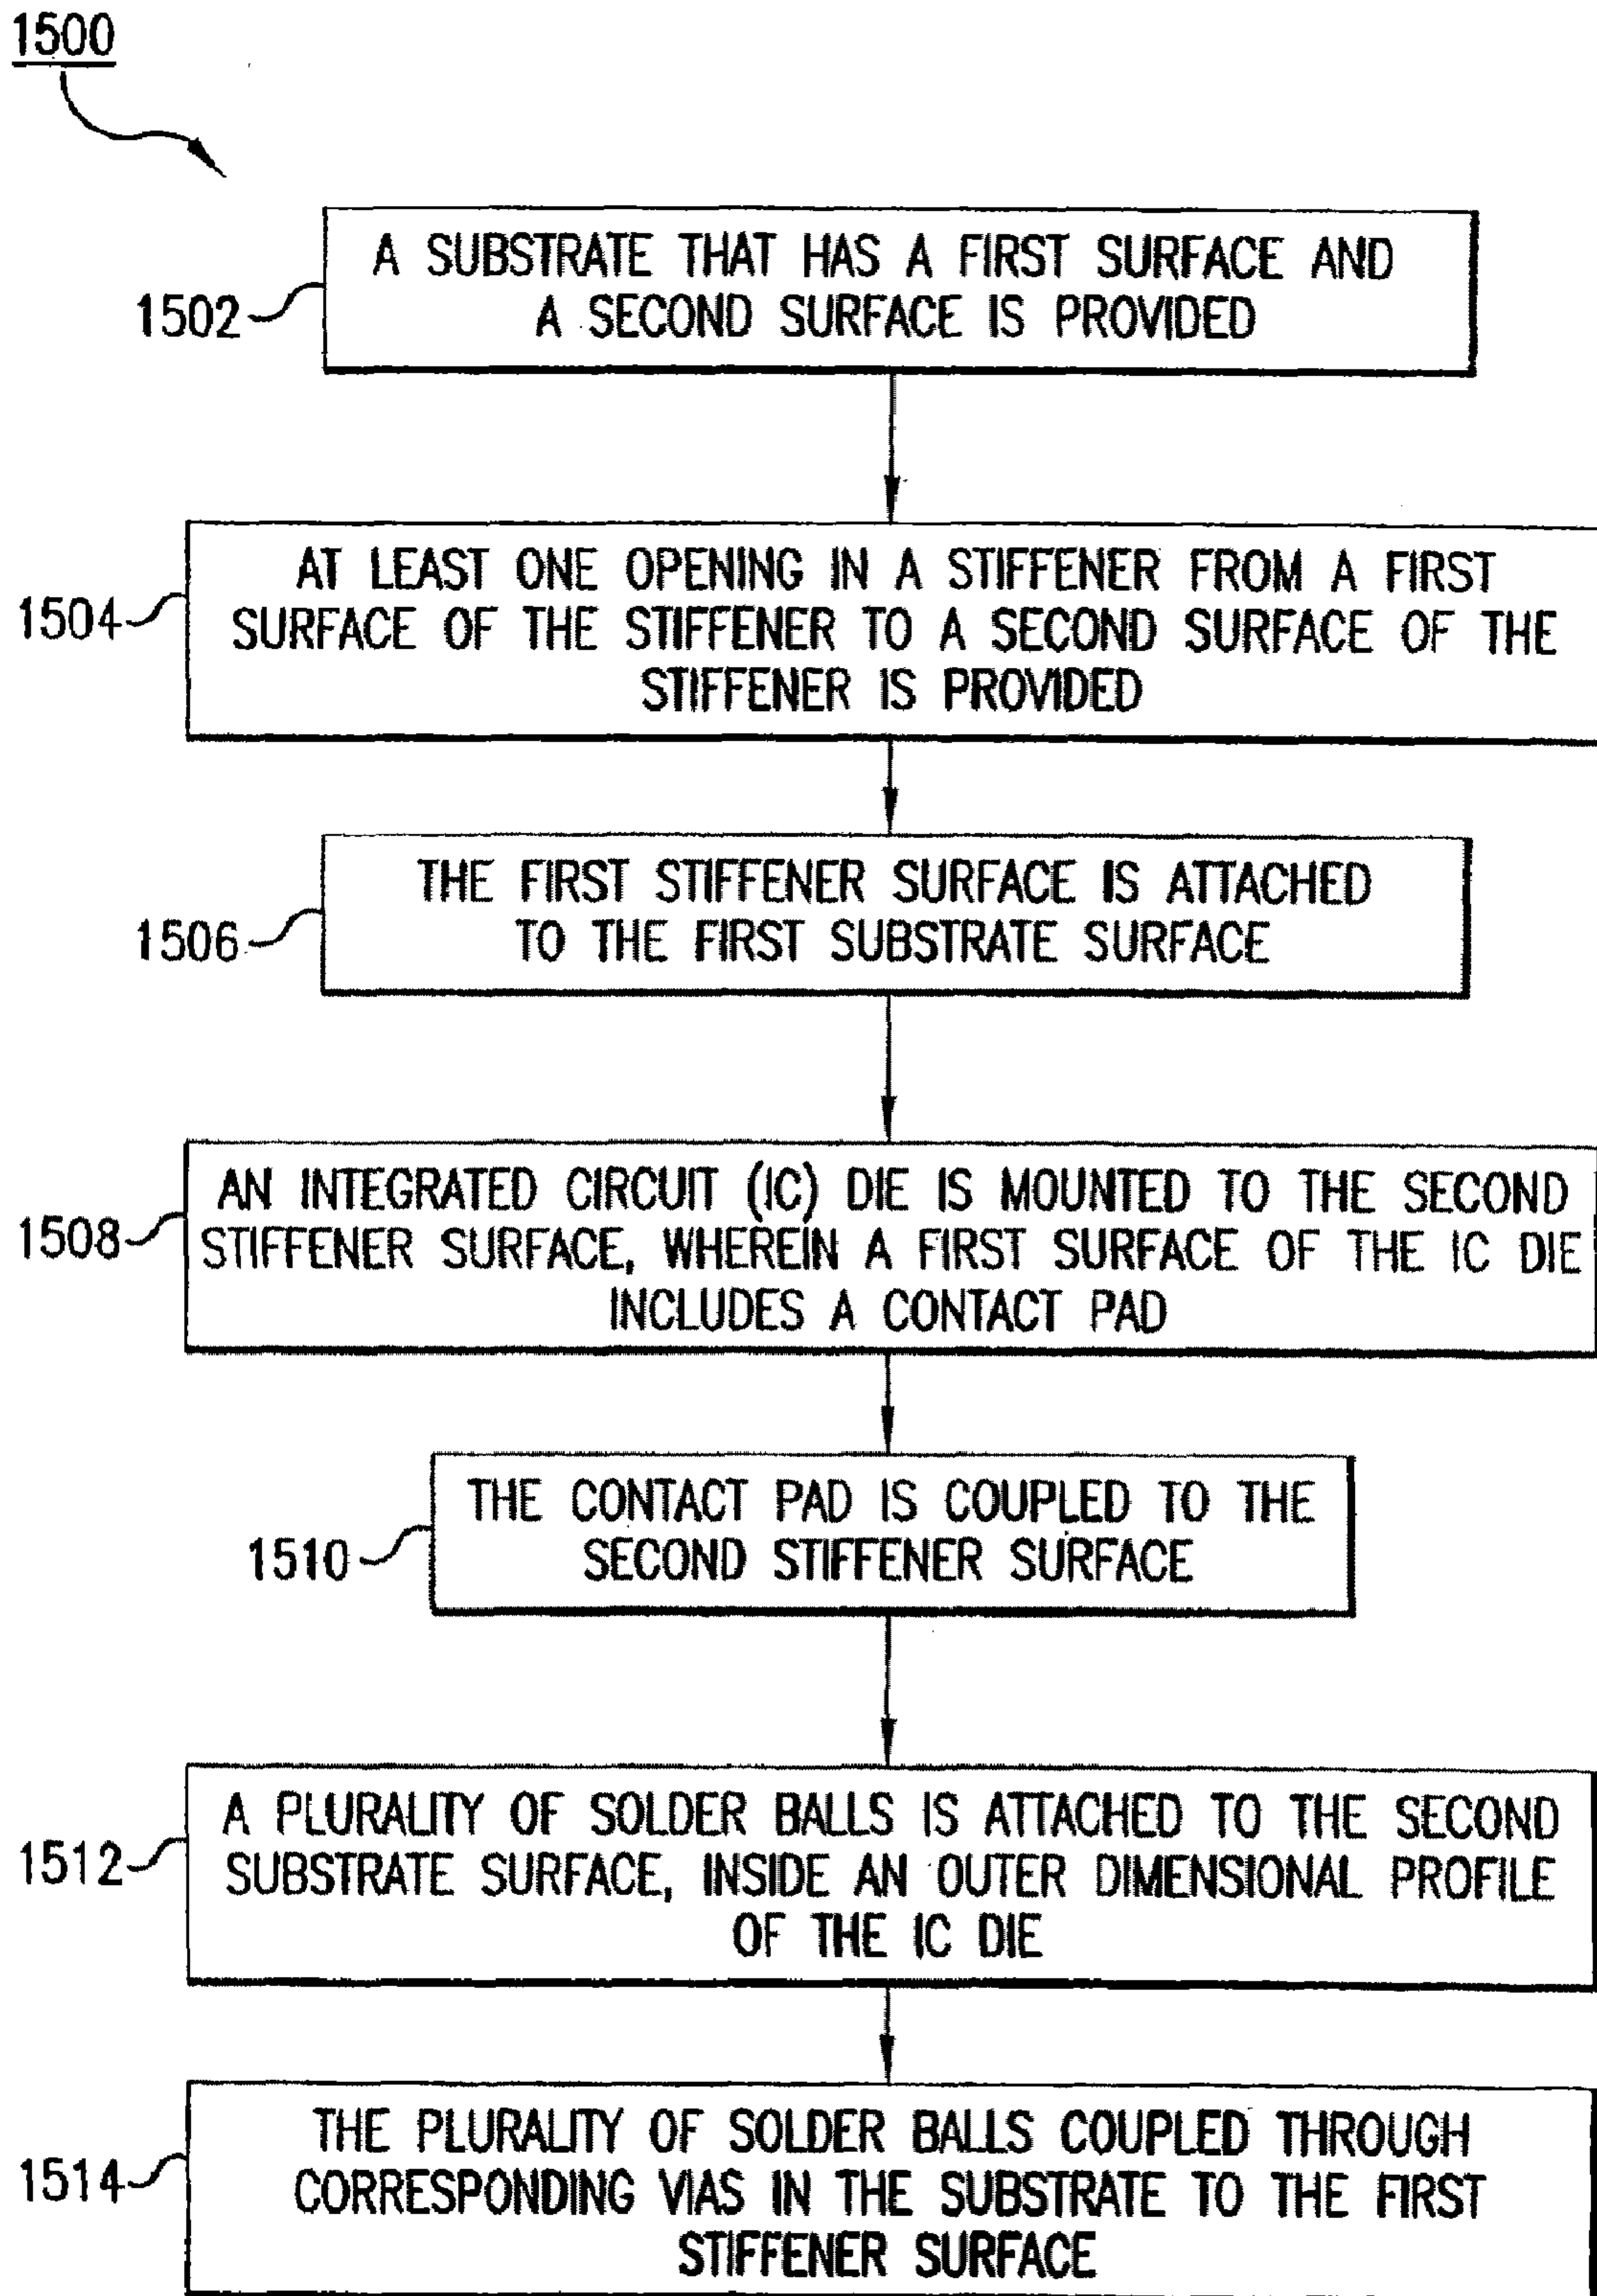 1500
A SUBSTRATE THAT HAS A FIRST SURFACE AND
A SECOND SURFACE IS PROVIDED
1502
AT LEAST ONE OPENING IN A STIFFENER FROM A FIRST
SURFACE OF THE STIFFENER TO A SECOND SURFACE OF THE
STIFFENER IS PROVIDED
1504
THE FIRST STIFFENER SURFACE IS ATTACHED
TO THE FIRST SUBSTRATE SURFACE
1506
AN INTEGRATED CIRCUIT (IC) DIE IS MOUNTED TO THE SECOND
STIFFENER SURFACE, WHEREIN A FIRST SURFACE OF THE IC DIE
INCLUDES A CONTACT PAD
1508
THE CONTACT PAD IS COUPLED TO THE
SECOND STIFFENER SURFACE
1510
A PLURALITY OF SOLDER BALLS IS ATTACHED TO THE SECOND
SUBSTRATE SURFACE, INSIDE AN OUTER DIMENSIONAL PROFILE
OF THE IC DIE
1512
THE PLURALITY OF SOLDER BALLS COUPLED THROUGH
CORRESPONDING VIAS IN THE SUBSTRATE TO THE FIRST
STIFFENER SURFACE
1514